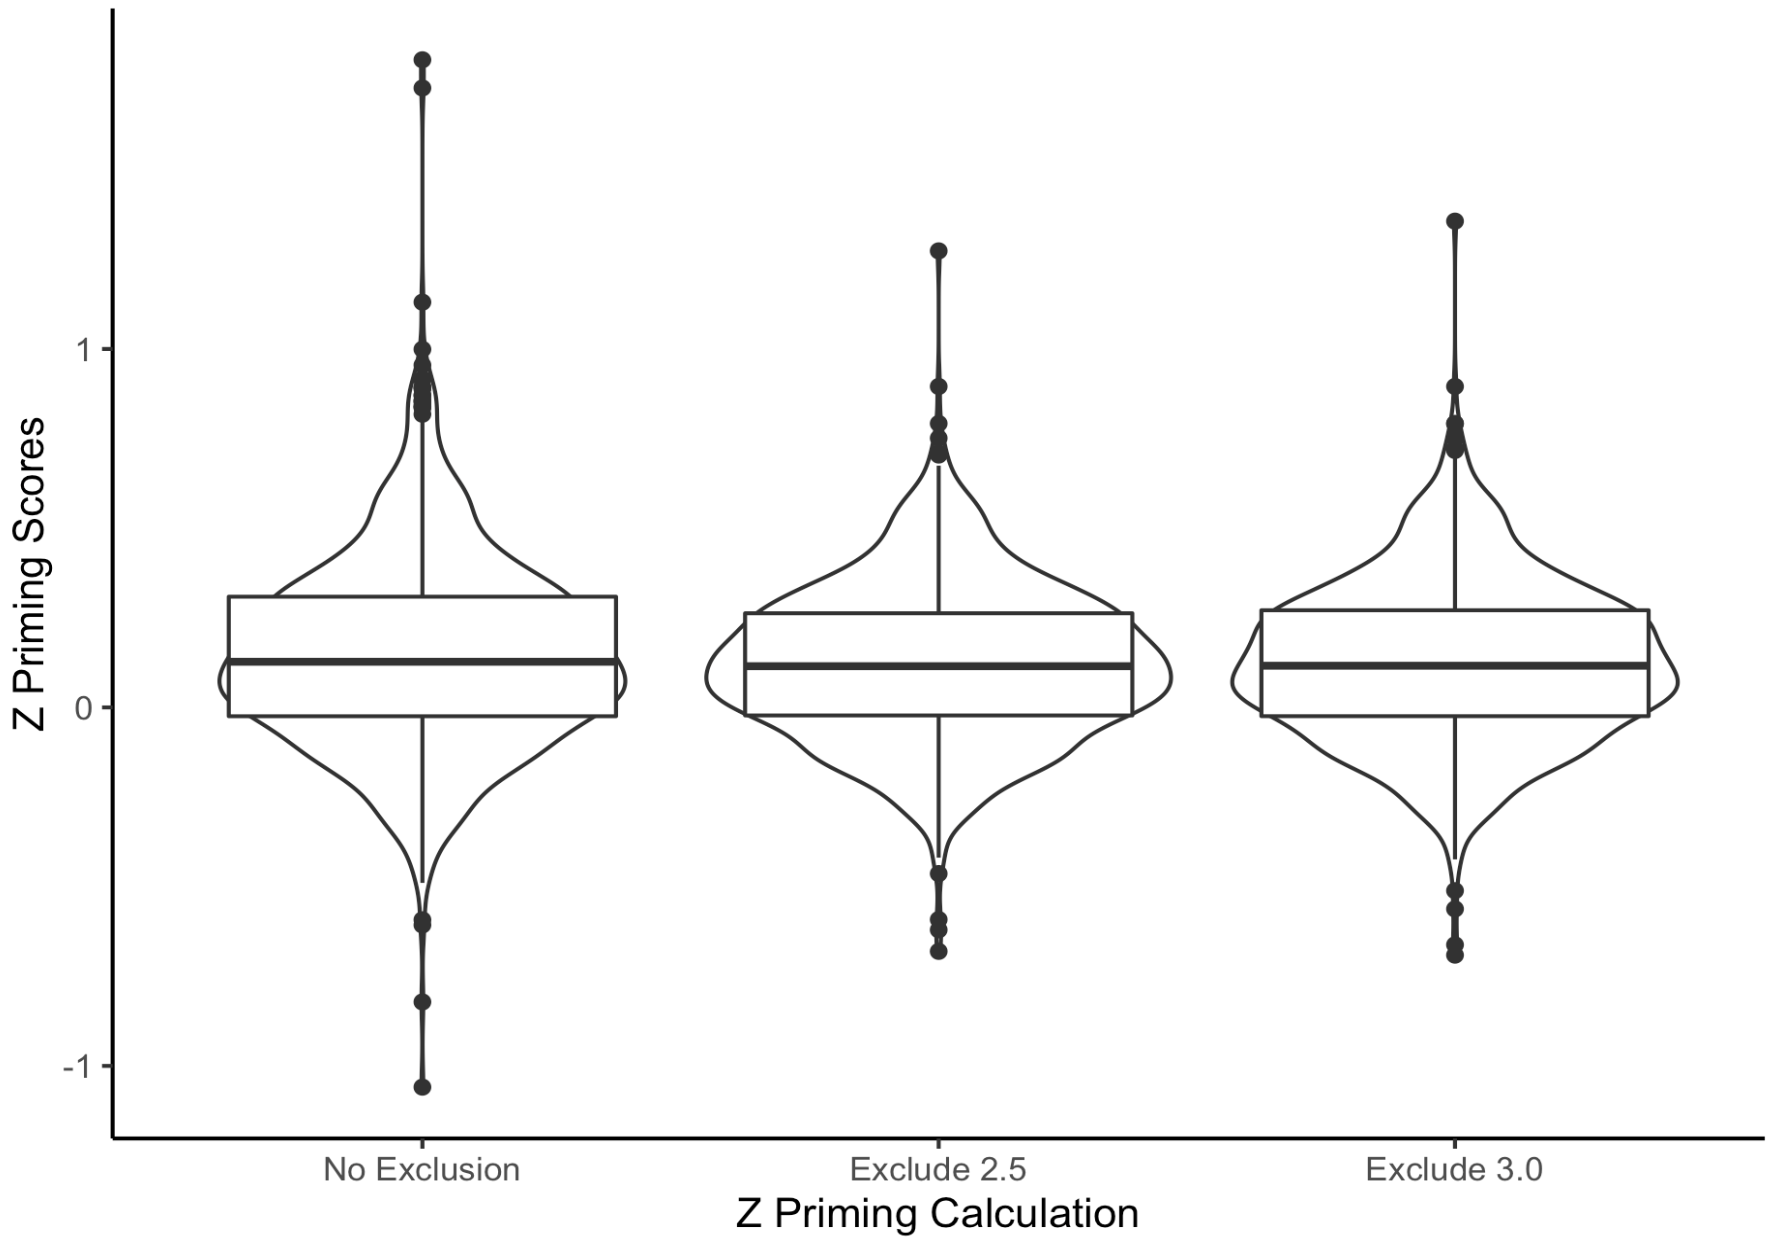 Z Priming Scores
1
0
-1
No Exclusion Exclude 2.5 Exclude 3.0
Z Priming Calculation